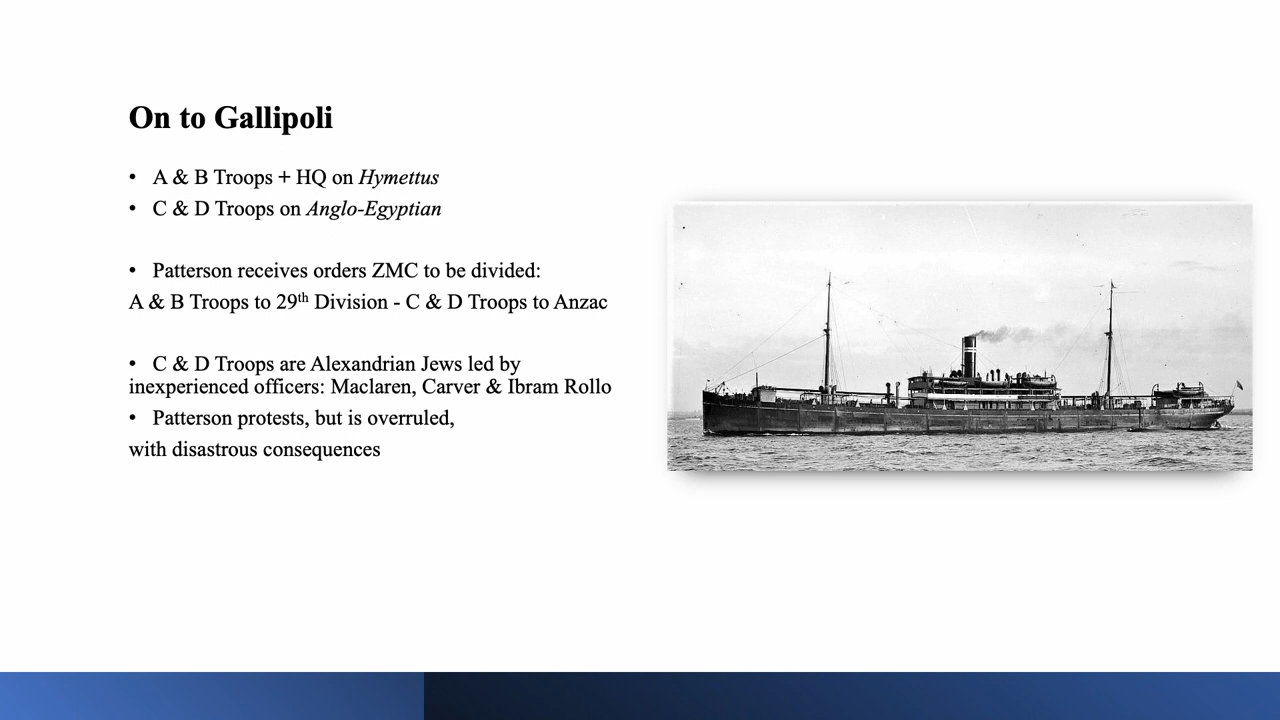 On to Gallipoli
• A & B Troops + HQ on Hymettus
• C & D Troops on Anglo-Egyptian
• Patterson receives orders ZMC to be divided:
A & B Troops to 29th Division - C & D Troops to Anzac
• C & D Troops are Alexandrian Jews led by
inexperienced officers: Maclaren, Carver & Ibram Rollo
• Patterson protests, but is overruled,
with disastrous consequences